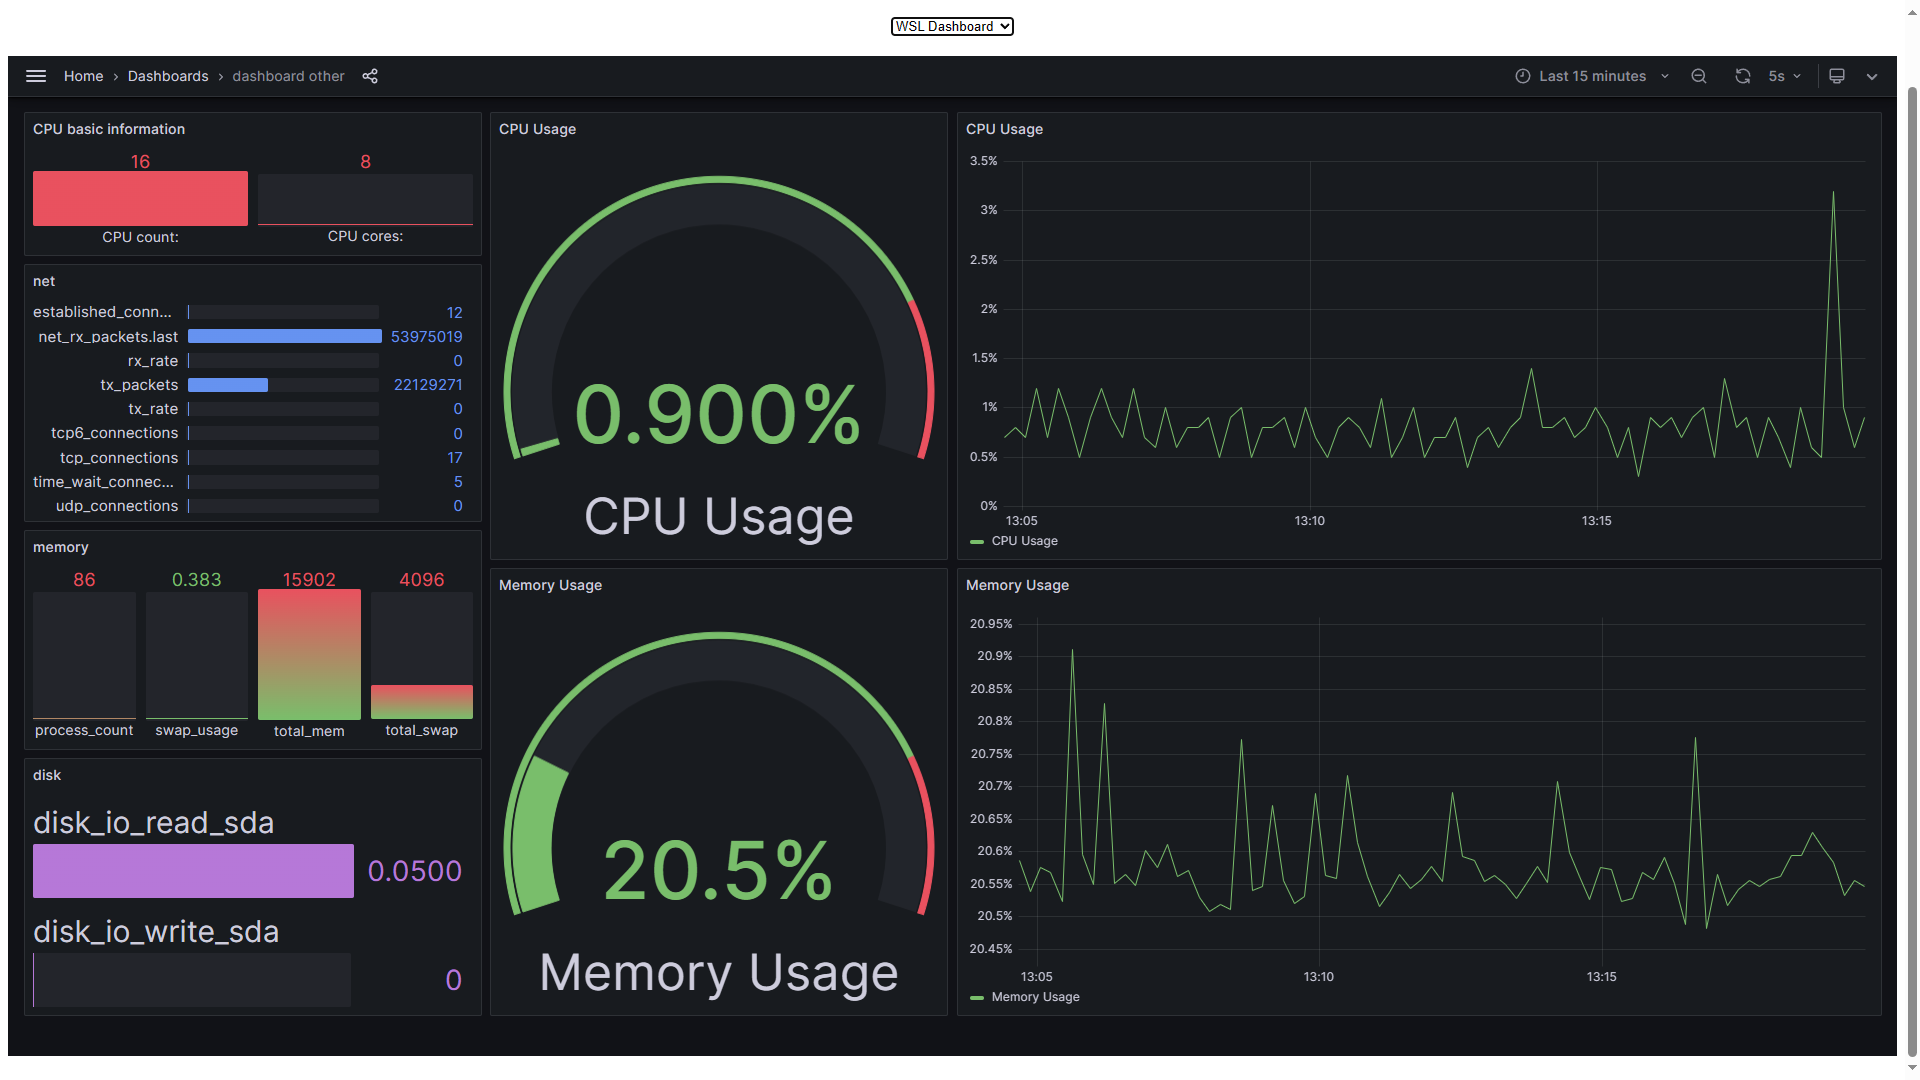 WSL Dashboard
Home › Dashboards › dashboard other
Last 15 minutes
5s
CPU basic information
16
8
CPU count:
CPU cores:
net
established_conn... 12
net_rx_packets.last 53975019
rx_rate 0
tx_packets 22129271
tx_rate 0
tcp6_connections 0
tcp_connections 17
time_wait_connec... 5
udp_connections 0
memory
86 0.383 15902 4096
process_count swap_usage total_mem total_swap
disk
disk_io_read_sda
0.0500
disk_io_write_sda
0
CPU Usage
0.900%
CPU Usage
Memory Usage
20.5%
Memory Usage
CPU Usage
3.5%
3%
2.5%
2%
1.5%
1%
0.5%
0%
13:05 13:10 13:15
CPU Usage
Memory Usage
20.95%
20.9%
20.85%
20.8%
20.75%
20.7%
20.65%
20.6%
20.55%
20.5%
20.45%
13:05 13:10 13:15
Memory Usage